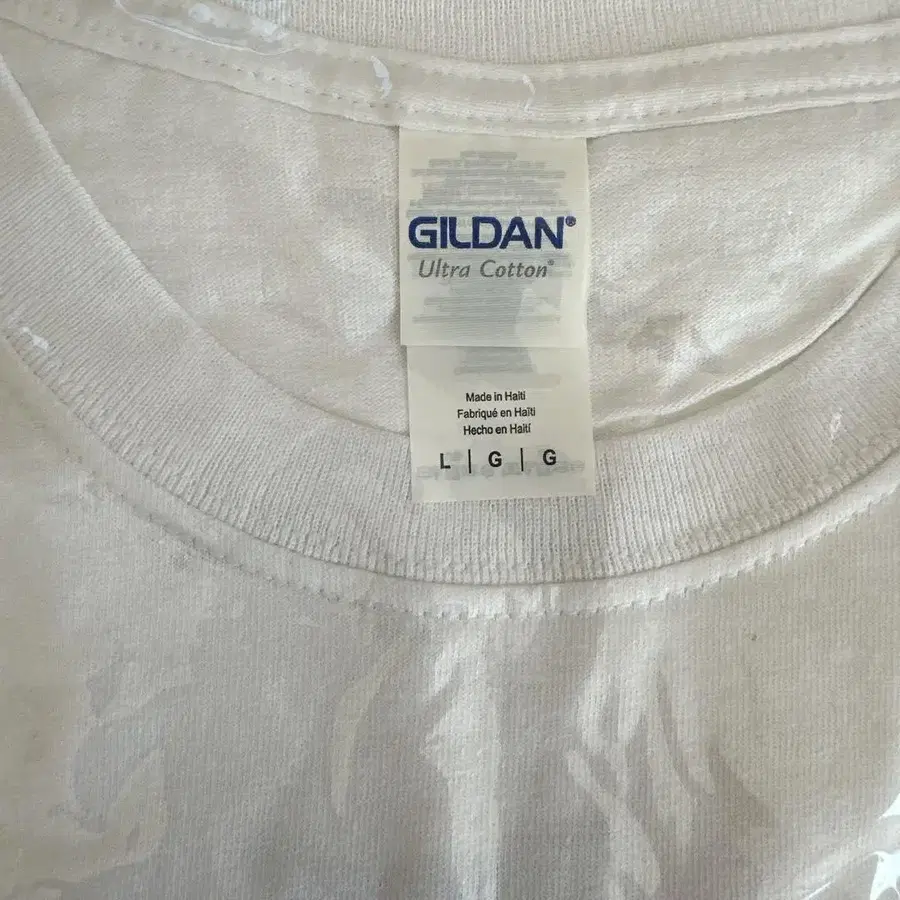 GILDAN®
Ultra Cotton®
Made in Haiti
Fabriqué en Haïti
Hecho en Haití
L | G | G